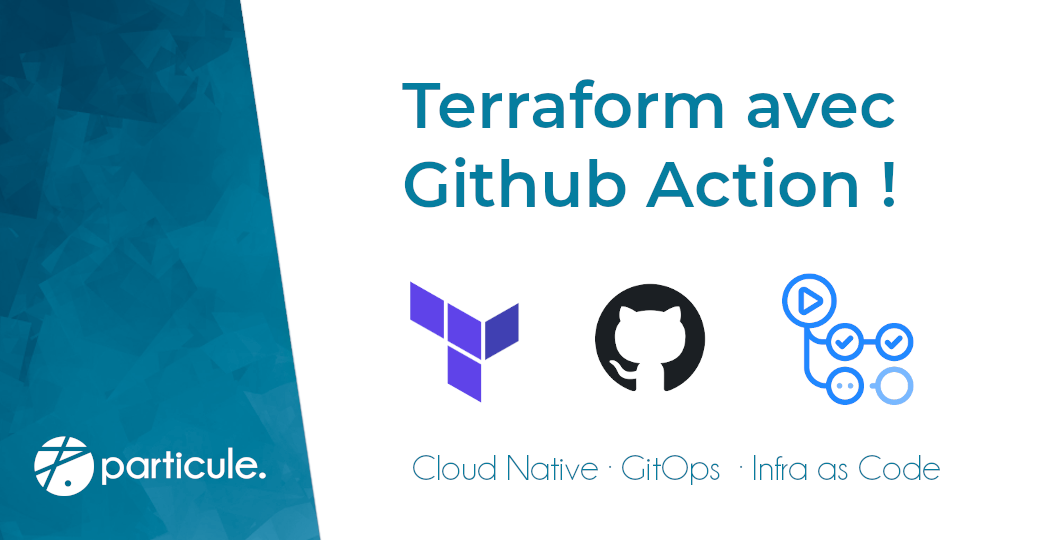 Terraform avec
Github Action !
Cloud Native · GitOps · Infra as Code
particule.